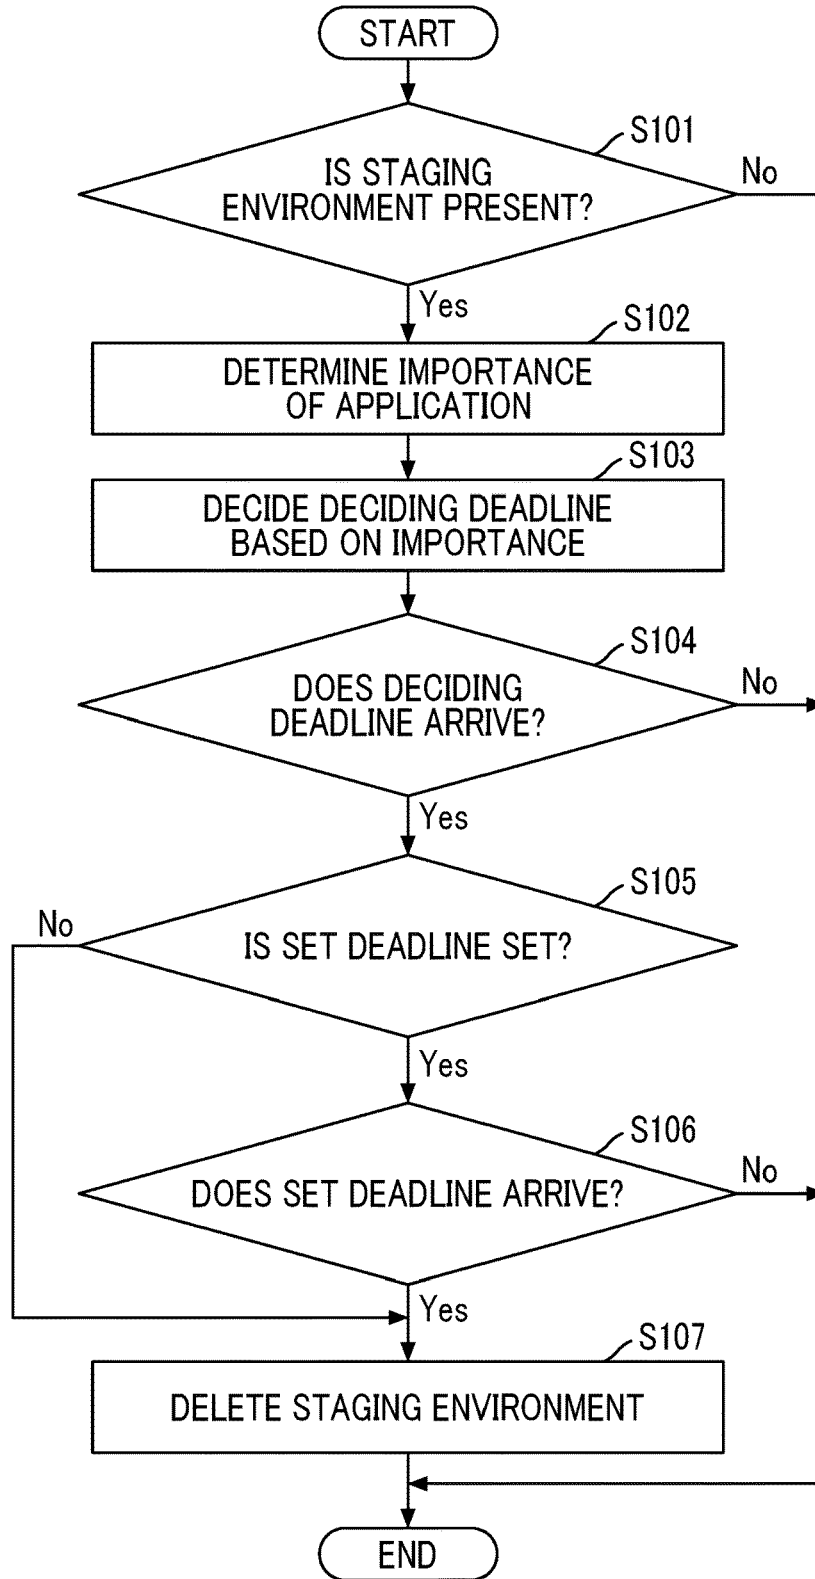 START
S101
IS STAGING
ENVIRONMENT PRESENT?
No
Yes
S102
DETERMINE IMPORTANCE
OF APPLICATION
S103
DECIDE DECIDING DEADLINE
BASED ON IMPORTANCE
S104
DOES DECIDING
DEADLINE ARRIVE?
No
Yes
S105
No
IS SET DEADLINE SET?
Yes
S106
DOES SET DEADLINE ARRIVE?
No
Yes
S107
DELETE STAGING ENVIRONMENT
END